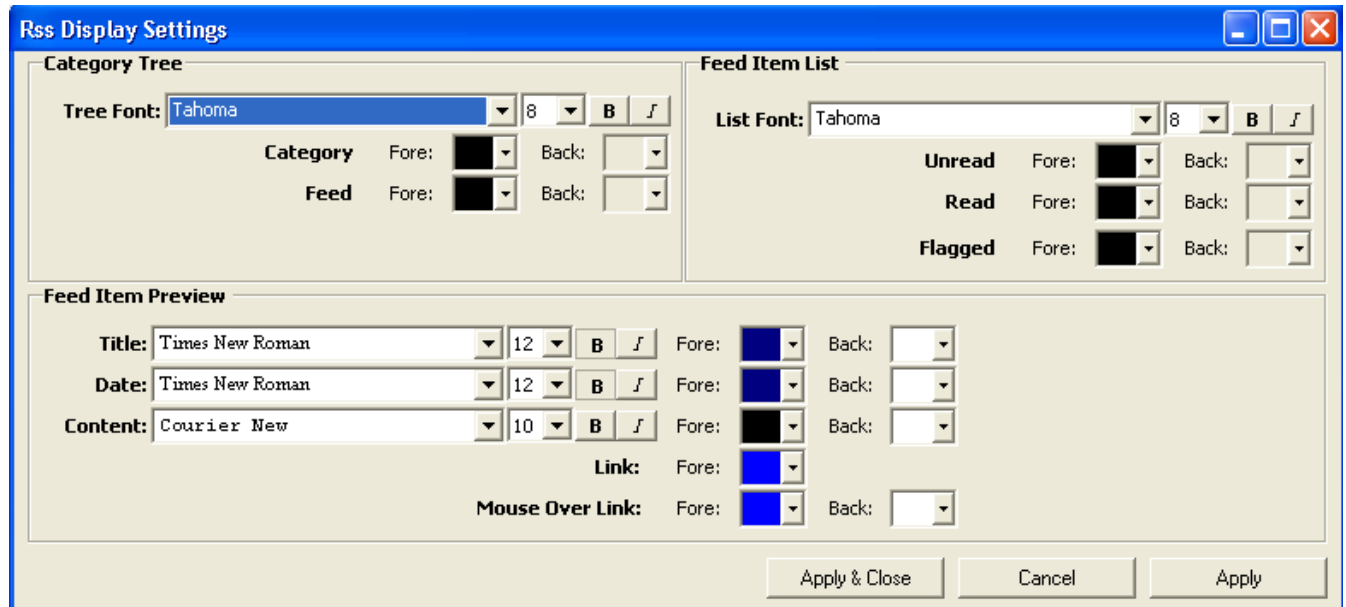 Rss Display Settings
Category Tree
Tree Font: Tahoma 8 B I
Category Fore: Back:
Feed Fore: Back:
Feed Item List
List Font: Tahoma 8 B I
Unread Fore: Back:
Read Fore: Back:
Flagged Fore: Back:
Feed Item Preview
Title: Times New Roman 12 B I Fore: Back:
Date: Times New Roman 12 B I Fore: Back:
Content: Courier New 10 B I Fore: Back:
Link: Fore:
Mouse Over Link: Fore: Back:
Apply & Close Cancel Apply